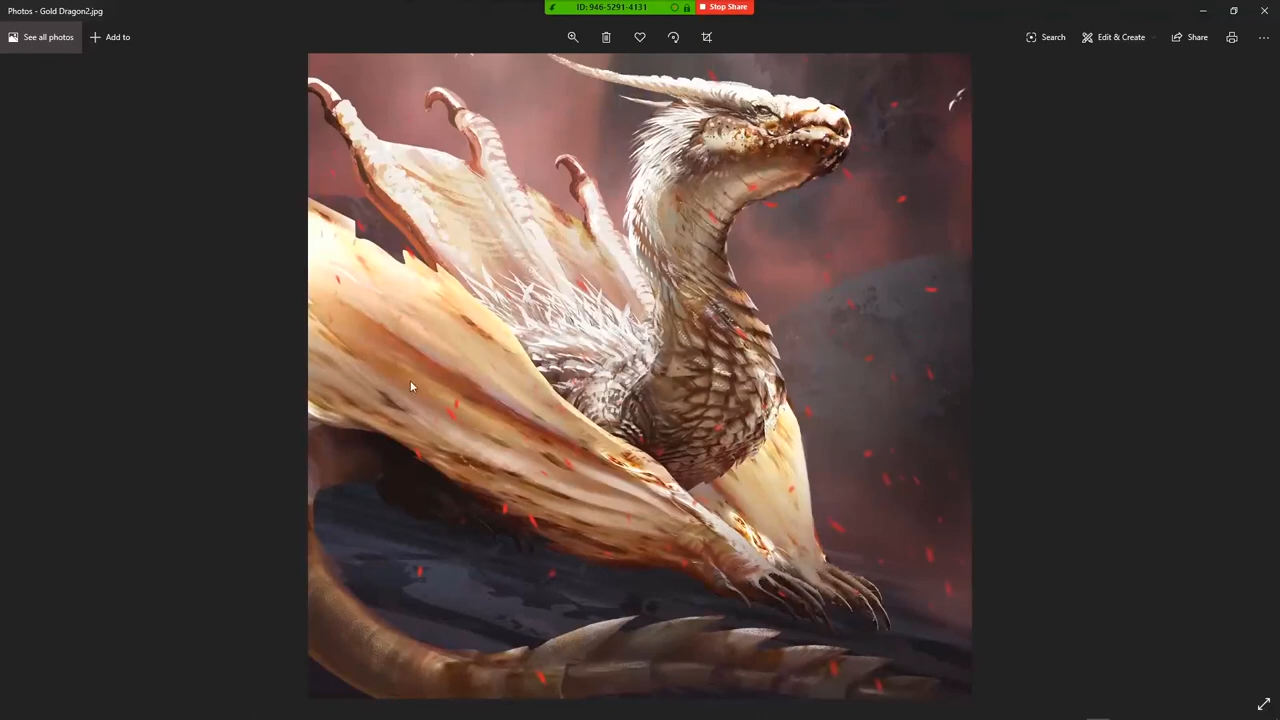 Photos - Gold Dragon2.jpg
ID: 946-5291-4131
Stop Share
See all photos
Add to
Search
Edit & Create
Share